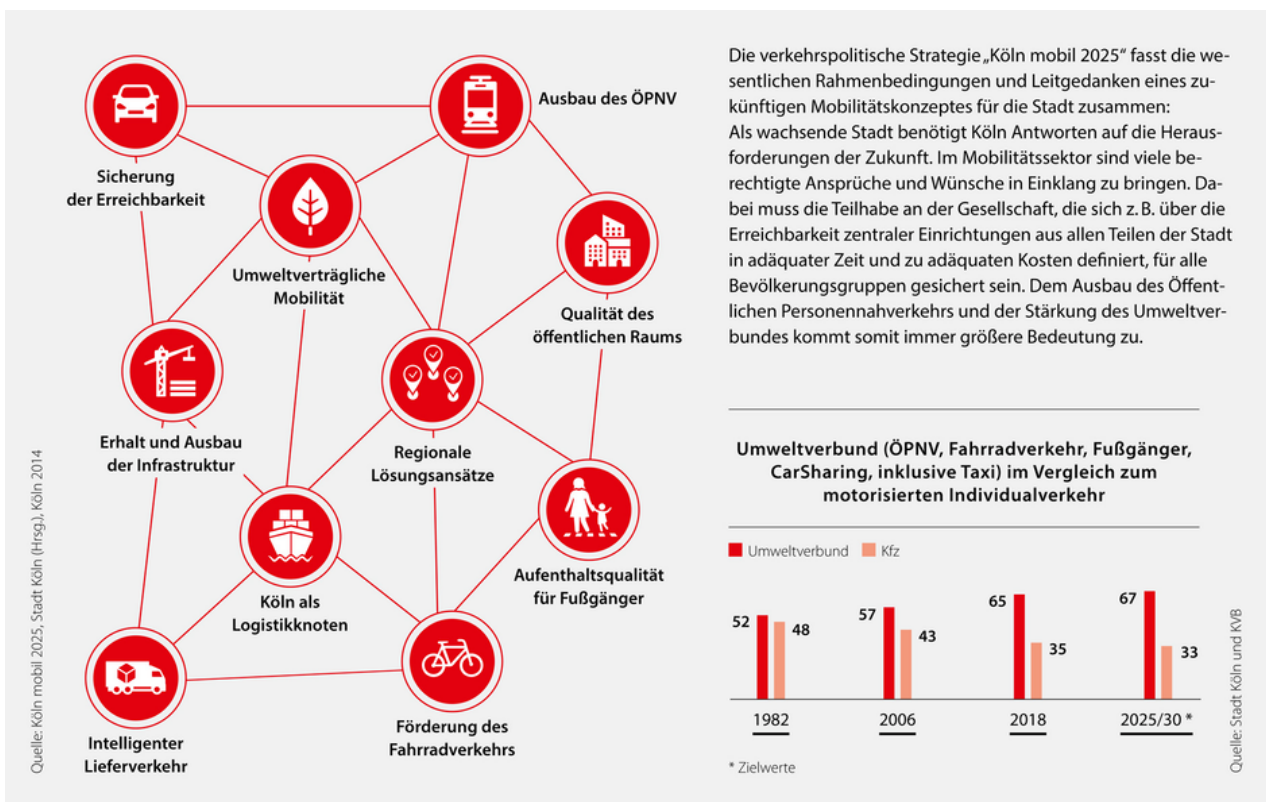 Ausbau des ÖPNV
Sicherung
der Erreichbarkeit
Umweltverträgliche
Mobilität
Qualität des
öffentlichen Raums
Erhalt und Ausbau
der Infrastruktur
Regionale
Lösungsansätze
Köln als
Logistikknoten
Aufenthaltsqualität
für Fußgänger
Intelligenter
Lieferverkehr
Förderung des
Fahrradverkehrs
Quelle: Köln mobil 2025, Stadt Köln (Hrsg.), Köln 2014
Die verkehrspolitische Strategie „Köln mobil 2025“ fasst die we-
sentlichen Rahmenbedingungen und Leitgedanken eines zu-
künftigen Mobilitätskonzeptes für die Stadt zusammen:
Als wachsende Stadt benötigt Köln Antworten auf die Heraus-
forderungen der Zukunft. Im Mobilitätssektor sind viele be-
rechtigte Ansprüche und Wünsche in Einklang zu bringen. Da-
bei muss die Teilhabe an der Gesellschaft, die sich z. B. über die
Erreichbarkeit zentraler Einrichtungen aus allen Teilen der Stadt
in adäquater Zeit und zu adäquaten Kosten definiert, für alle
Bevölkerungsgruppen gesichert sein. Dem Ausbau des Öffent-
lichen Personennahverkehrs und der Stärkung des Umweltver-
bundes kommt somit immer größere Bedeutung zu.
Umweltverbund (ÖPNV, Fahrradverkehr, Fußgänger,
CarSharing, inklusive Taxi) im Vergleich zum
motorisierten Individualverkehr
Umweltverbund Kfz
52 48 57 43 65 35 67 33
1982 2006 2018 2025/30 *
* Zielwerte
Quelle: Stadt Köln und KVB